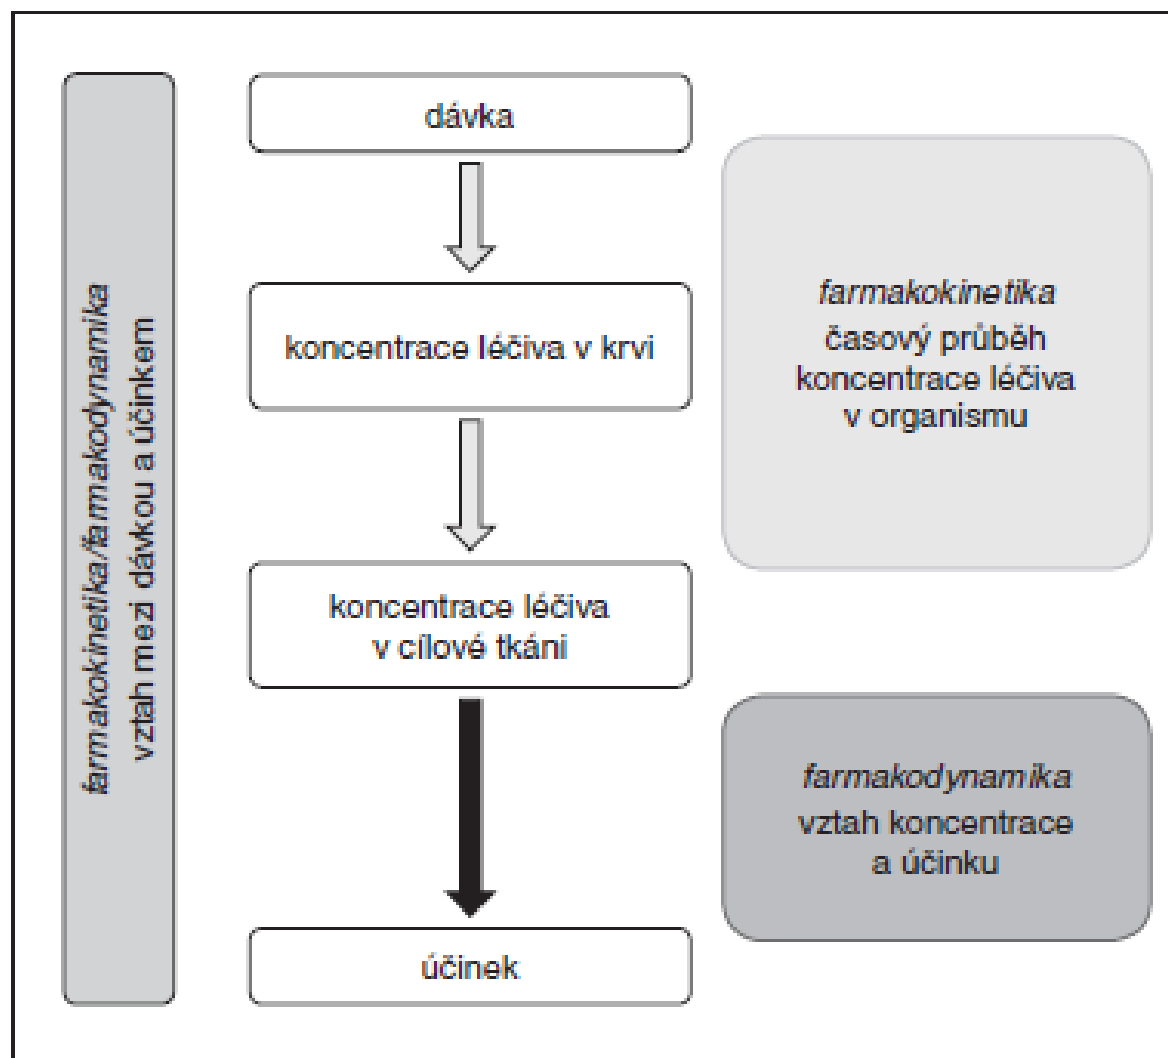 farmakokinetika/farmakodynamika
vztah mezi dávkou a účinkem
dávka
koncentrace léčiva v krvi
koncentrace léčiva
v cílové tkáni
účinek
farmakokinetika
časový průběh
koncentrace léčiva
v organismu
farmakodynamika
vztah koncentrace
a účinku